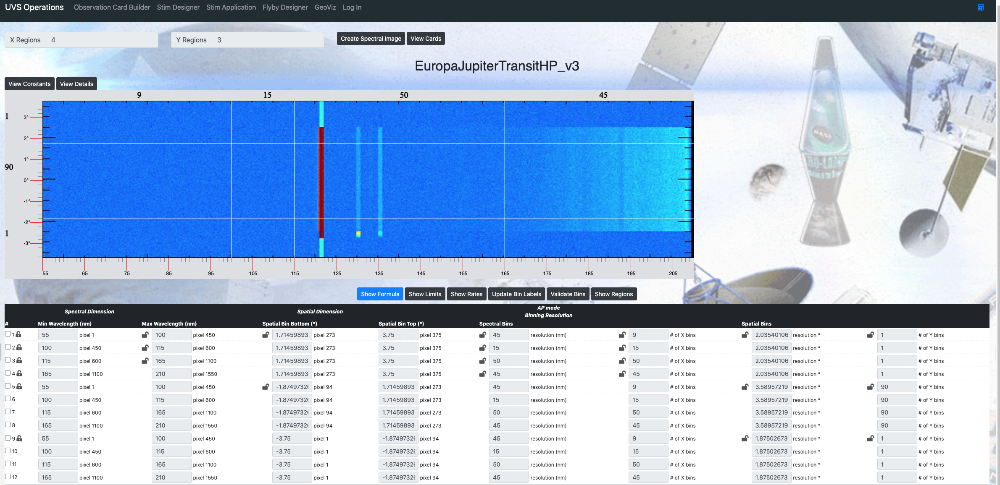 UVS Operations Observation Card Builder Stim Designer Stim Application Flyby Designer GeoViz Log In
X Regions 4 Y Regions 3 Create Spectral Image View Cards
EuropaJupiterTransitHP_v3
View Constants View Details
9 15 50 45
1
90
1
3°
2°
1°
0°
-1°
-2°
-3°
55 65 75 85 95 105 115 125 135 145 155 165 175 185 195 205
NASA
Show Formula Show Limits Show Rates Update Bin Labels Validate Bins Show Regions
Spectral Dimension Spatial Dimension AP mode
Binning Resolution
# Min Wavelength (nm) Max Wavelength (nm) Spatial Bin Bottom (°) Spatial Bin Top (°) Spectral Bins Spatial Bins
1 55 pixel 1 100 pixel 450 1.71459893 pixel 273 3.75 pixel 375 45 resolution (nm) 9 # of X bins 2.03540106 resolution ° 1 # of Y bins
2 100 pixel 450 115 pixel 600 1.71459893 pixel 273 3.75 pixel 375 15 resolution (nm) 15 # of X bins 2.03540106 resolution ° 1 # of Y bins
3 115 pixel 600 165 pixel 1100 1.71459893 pixel 273 3.75 pixel 375 50 resolution (nm) 50 # of X bins 2.03540106 resolution ° 1 # of Y bins
4 165 pixel 1100 210 pixel 1550 1.71459893 pixel 273 3.75 pixel 375 45 resolution (nm) 45 # of X bins 2.03540106 resolution ° 1 # of Y bins
5 55 pixel 1 100 pixel 450 -1.8749732 pixel 94 1.71459893 pixel 273 45 resolution (nm) 9 # of X bins 3.58957219 resolution ° 90 # of Y bins
6 100 pixel 450 115 pixel 600 -1.8749732 pixel 94 1.71459893 pixel 273 15 resolution (nm) 15 # of X bins 3.58957219 resolution ° 90 # of Y bins
7 115 pixel 600 165 pixel 1100 -1.8749732 pixel 94 1.71459893 pixel 273 50 resolution (nm) 50 # of X bins 3.58957219 resolution ° 90 # of Y bins
8 165 pixel 1100 210 pixel 1550 -1.8749732 pixel 94 1.71459893 pixel 273 45 resolution (nm) 45 # of X bins 3.58957219 resolution ° 90 # of Y bins
9 55 pixel 1 100 pixel 450 -3.75 pixel 1 -1.8749732 pixel 94 45 resolution (nm) 9 # of X bins 1.87502673 resolution ° 1 # of Y bins
10 100 pixel 450 115 pixel 600 -3.75 pixel 1 -1.8749732 pixel 94 15 resolution (nm) 15 # of X bins 1.87502673 resolution ° 1 # of Y bins
11 115 pixel 600 165 pixel 1100 -3.75 pixel 1 -1.8749732 pixel 94 50 resolution (nm) 50 # of X bins 1.87502673 resolution ° 1 # of Y bins
12 165 pixel 1100 210 pixel 1550 -3.75 pixel 1 -1.8749732 pixel 94 45 resolution (nm) 45 # of X bins 1.87502673 resolution ° 1 # of Y bins